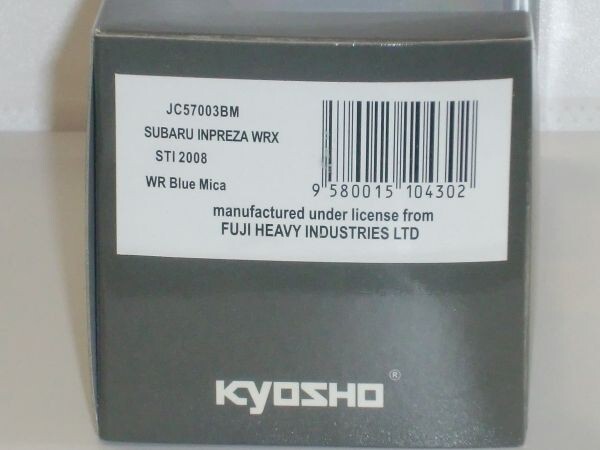 JC57003BM
SUBARU INPREZA WRX
STI 2008
WR Blue Mica
9 580015 104302
manufactured under license from
FUJI HEAVY INDUSTRIES LTD
KYOSHO®